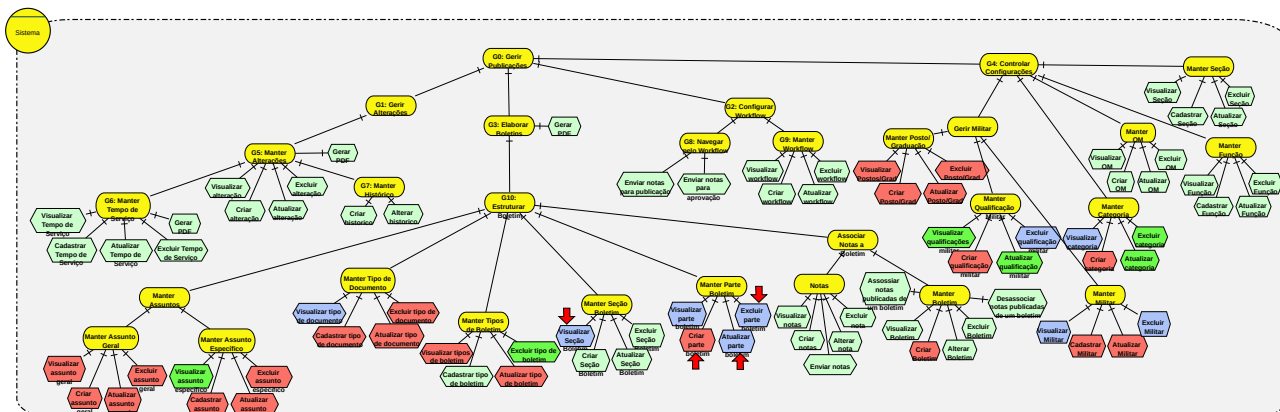 Sistema
G0: Gerir
Publicações
G4: Controlar
Configurações
Manter Seção
Visualizar
Seção
Excluir
Seção
Cadastrar
Seção
Atualizar
Seção
G1: Gerir
Alterações
G3: Elaborar
Boletins
Gerar
PDF
G2: Configurar
Workflow
G8: Navegar
pelo Workflow
G9: Manter
Workflow
Enviar notas
para publicação
Enviar notas
para
aprovação
Visualizar
workflow
Excluir
workflow
Criar
workflow
Atualizar
workflow
Manter Posto/
Graduação
Gerir Militar
Visualizar
Postos/Grad
Excluir
Posto/Grad
Criar
Posto/Grad
Atualizar
Posto/Grad
Manter
OM
Visualizar
OM
Excluir
OM
Criar
OM
Atualizar
OM
Manter
Função
Visualizar
Função
Excluir
Função
Cadastrar
Função
Atualizar
Função
G5: Manter
Alterações
Gerar
PDF
Visualizar
alteração
Excluir
alteração
Criar
alteração
Atualizar
alteração
G7: Manter
Histórico
Criar
historico
Alterar
historico
G6: Manter
Tempo de
Serviço
Visualizar
Tempo de
Serviço
Gerar
PDF
Cadastrar
Tempo de
Serviço
Atualizar
Tempo de
Serviço
Excluir Tempo
de Serviço
G10:
Estruturar
Boletim
Manter
Qualificação
Militar
Visualizar
qualificações
militar
Excluir
qualificação
militar
Criar
qualificação
militar
Atualizar
qualificação
militar
Manter
Categoria
Visualizar
categoria
Excluir
categoria
Criar
categoria
Atualizar
categoria
Associar
Notas a
Boletim
Manter
Assuntos
Manter Tipo de
Documento
Visualizar tipo
de documento
Excluir tipo de
documento
Cadastrar tipo
de documento
Atualizar tipo
de documento
Manter Tipos
de Boletim
Visualizar tipos
de boletim
Excluir tipo de
boletim
Cadastrar tipo
de boletim
Atualizar tipo
de boletim
Manter Seção
Boletim
Visualizar
Seção
Boletim
Excluir
Seção
Boletim
Criar
Seção
Boletim
Atualizar
Seção
Boletim
Manter Parte
Boletim
Visualizar
parte
boletim
Excluir
parte
boletim
Criar
parte
boletim
Atualizar
parte
boletim
Notas
Visualizar
notas
Excluir
nota
Criar
notas
Alterar
nota
Enviar notas
Assossiar
notas
publicadas de
um boletim
Manter
Boletim
Desassociar
notas publicadas
de um boletim
Visualizar
Boletim
Excluir
Boletim
Criar
Boletim
Alterar
Boletim
Manter
Militar
Visualizar
Militar
Excluir
Militar
Cadastrar
Militar
Atualizar
Militar
Manter Assunto
Geral
Visualizar
assunto
geral
Excluir
assunto
geral
Criar
assunto
geral
Atualizar
assunto
Manter Assunto
Especifico
Visualizar
assunto
especifico
Excluir
assunto
especifico
Cadastrar
assunto
Atualizar
assunto